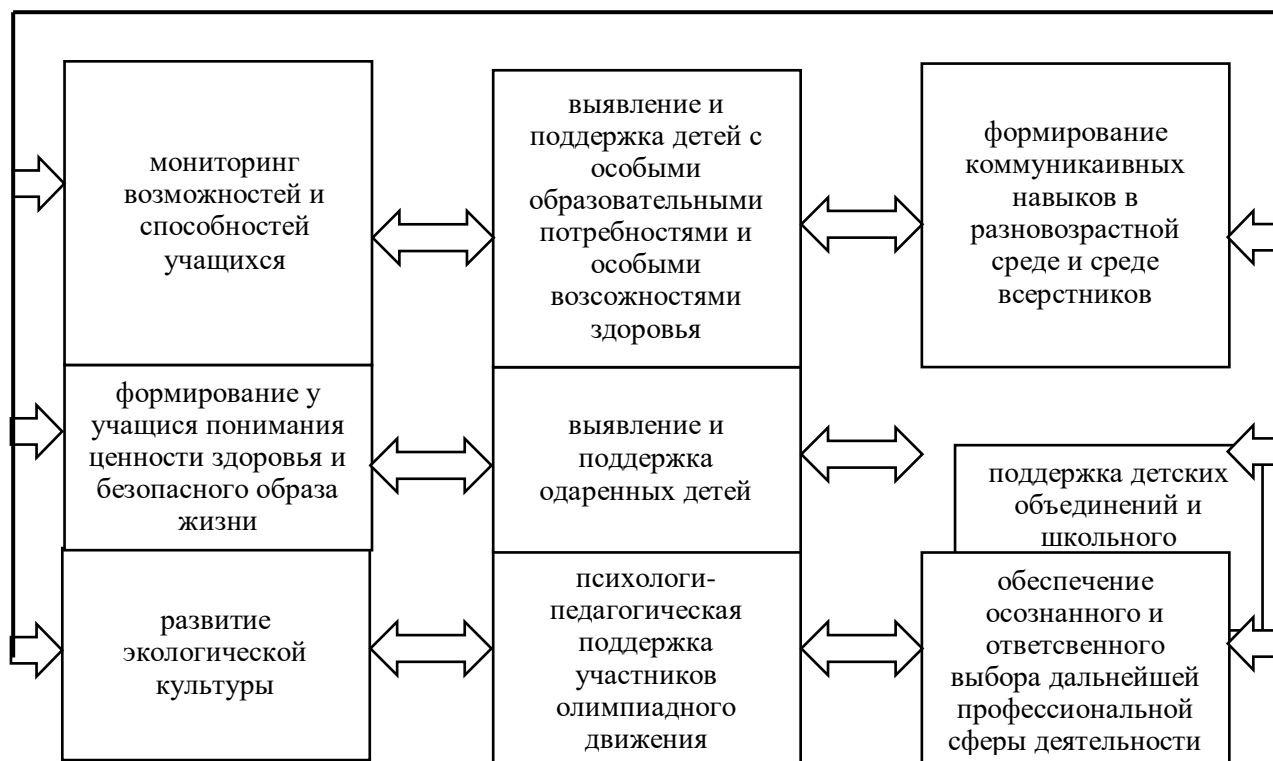 мониторинг
возможностей и
способностей
учащихся
выявление и
поддержка детей с
особыми
образовательными
потребностями и
особыми
возсожностями
здоровья
формирование
коммуникаивных
навыков в
разновозрастной
среде и среде
всерстников
формирование у
учащися понимания
ценности здоровья и
безопасного образа
жизни
выявление и
поддержка
одаренных детей
поддержка детских
объединений и
школьного
развитие
экологической
культуры
психологи-
педагогическая
поддержка
участников
олимпиадного
движения
обеспечение
осознанного и
ответсвенного
выбора дальнейшей
профессиональной
сферы деятельности